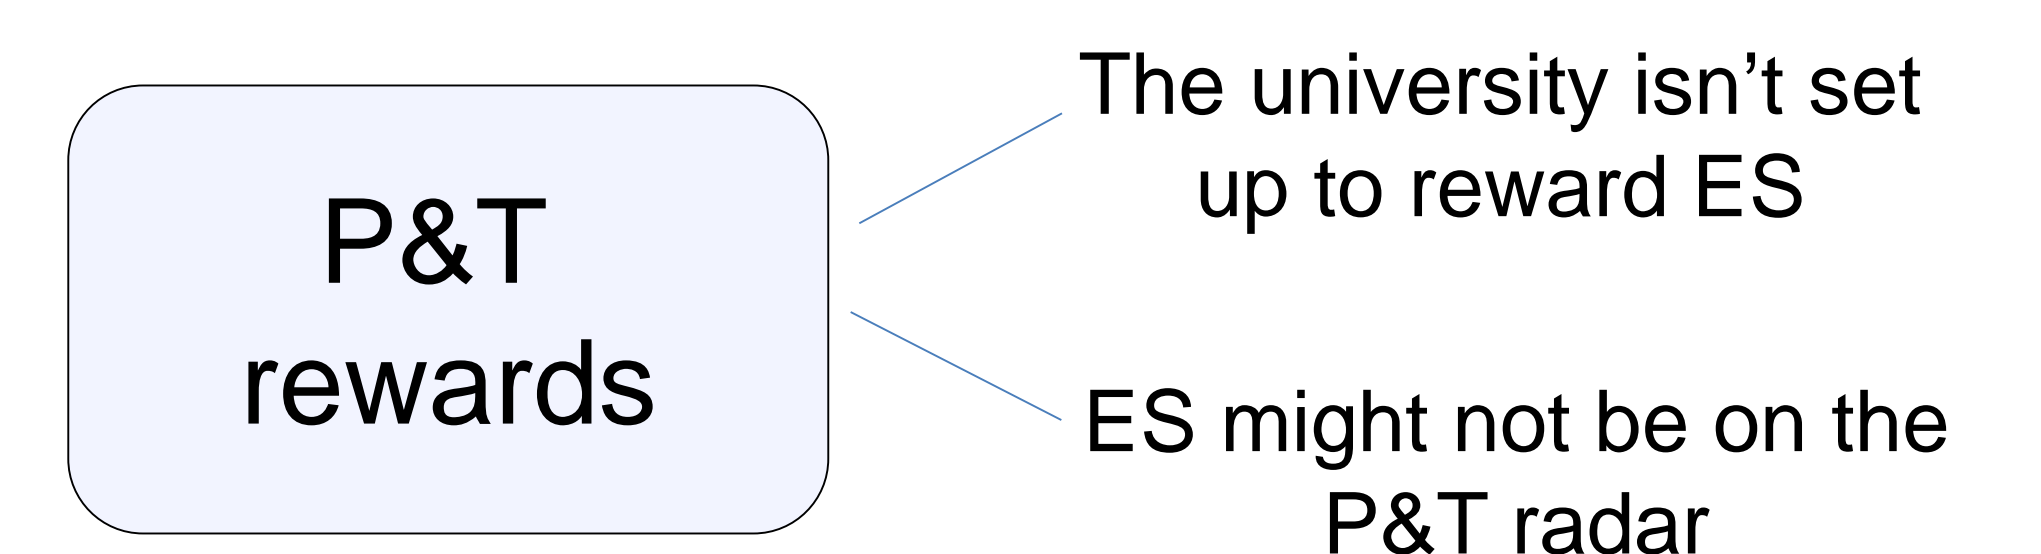 P&T
rewards
The university isn’t set
up to reward ES
ES might not be on the
P&T radar